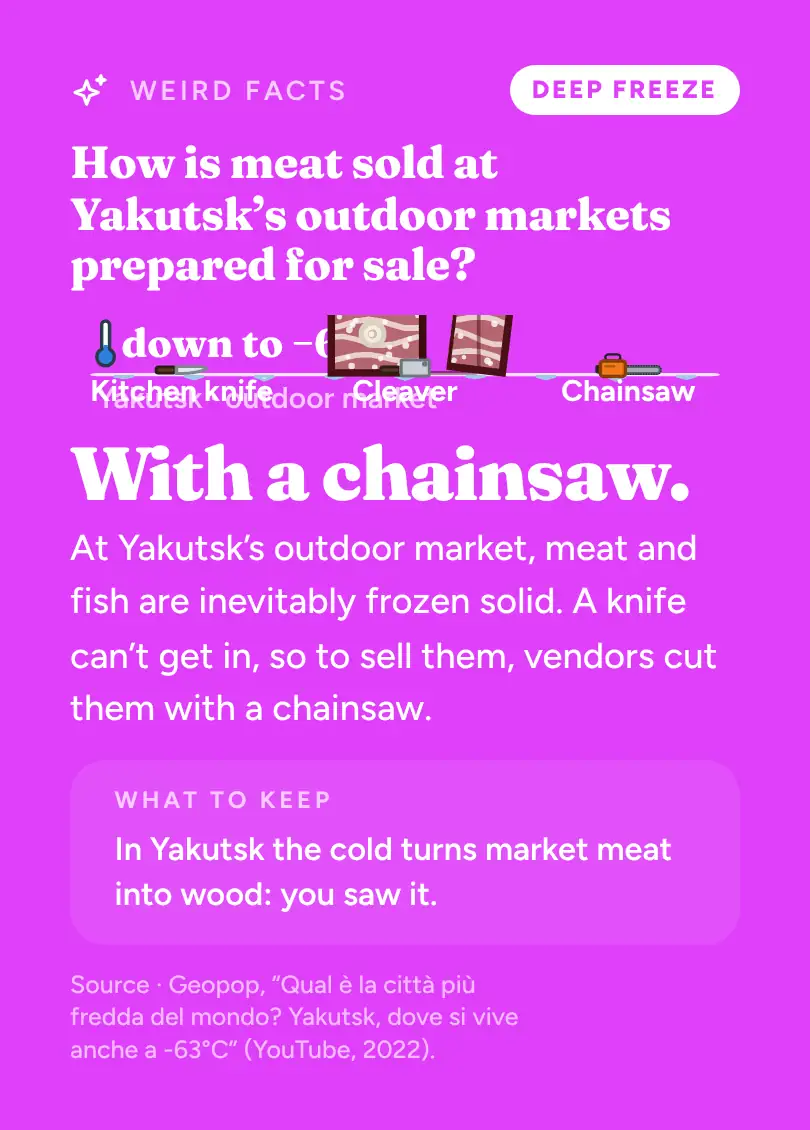 WEIRD FACTS
DEEP FREEZE
How is meat sold at
Yakutsk’s outdoor markets
prepared for sale?
down to −6
Kitchen knife
Cleaver
Chainsaw
Yakutsk outdoor market
With a chainsaw.
At Yakutsk’s outdoor market, meat and
fish are inevitably frozen solid. A knife
can’t get in, so to sell them, vendors cut
them with a chainsaw.
WHAT TO KEEP
In Yakutsk the cold turns market meat
into wood: you saw it.
Source · Geopop, “Qual è la città più
fredda del mondo? Yakutsk, dove si vive
anche a -63°C” (YouTube, 2022).